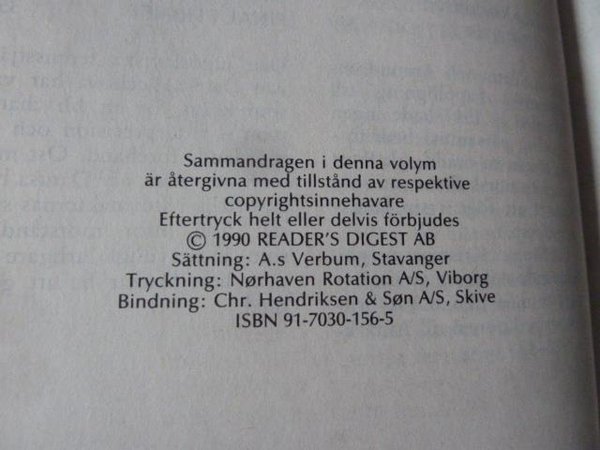 Sammandragen i denna volym
är återgivna med tillstånd av respektive
copyrightsinnehavare
Eftertryck helt eller delvis förbjudes
© 1990 READER'S DIGEST AB
Sättning: A.s Verbum, Stavanger
Tryckning: Nørhaven Rotation A/S, Viborg
Bindning: Chr. Hendriksen & Søn A/S, Skive
ISBN 91-7030-156-5